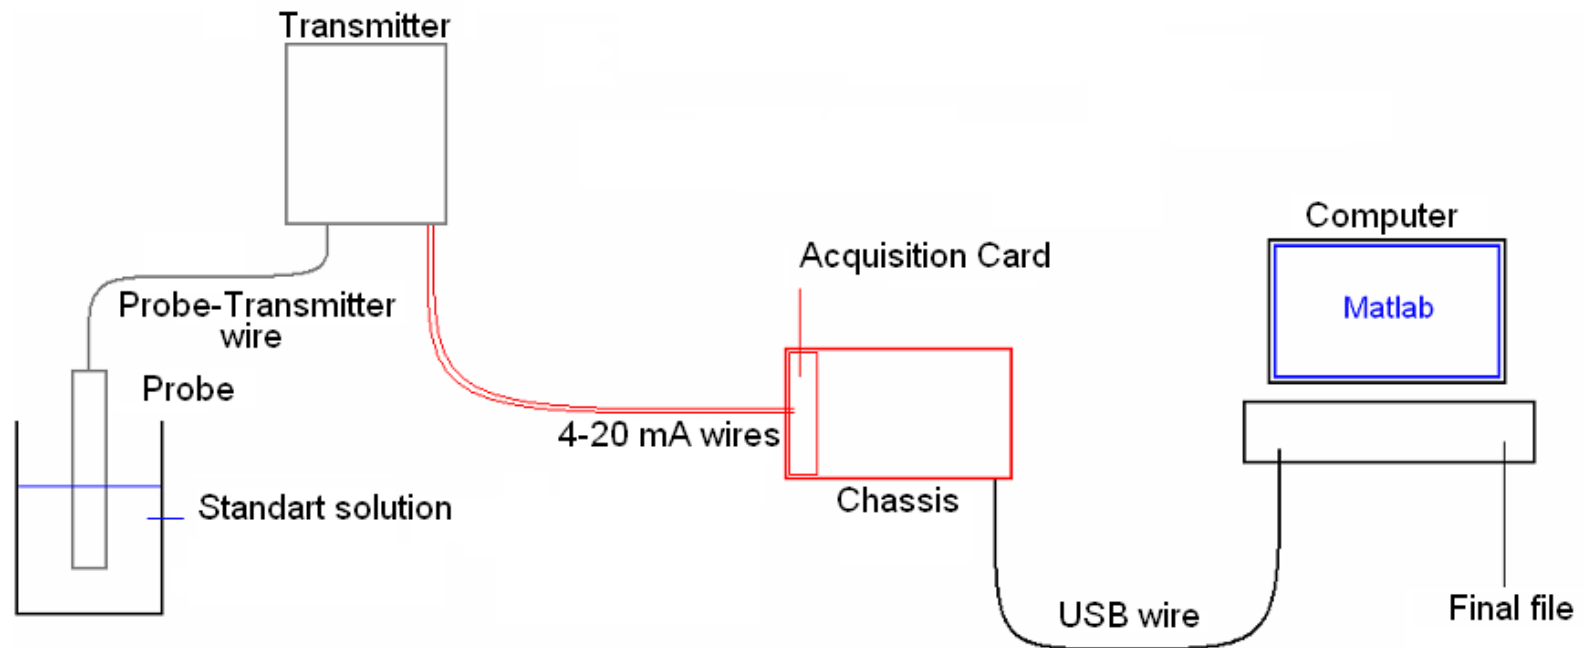 Transmitter
Computer
Acquisition Card
Matlab
Probe-Transmitter
wire
Probe
4-20 mA wires
Chassis
Standart solution
USB wire
Final file